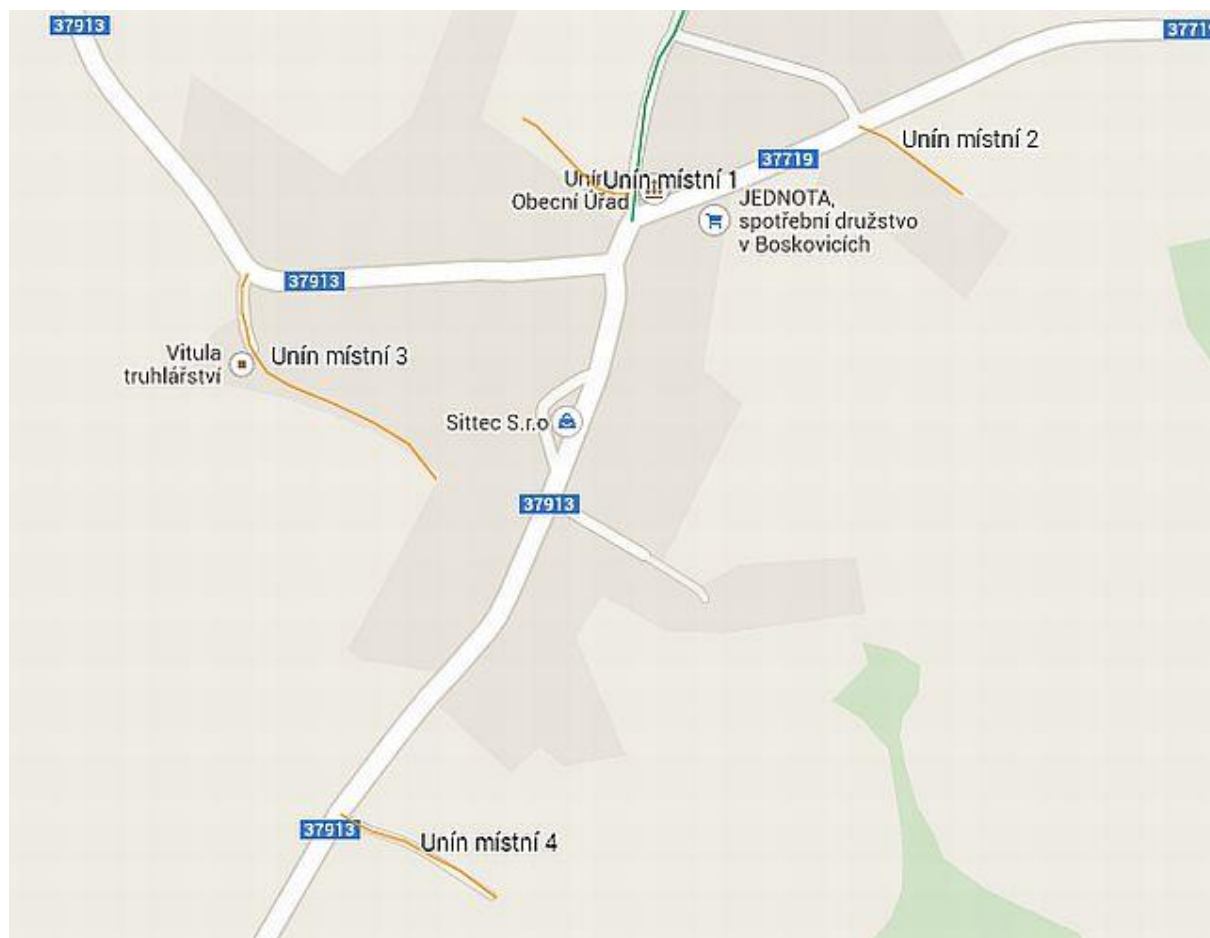 37913
3771
Unín místní 2
37719
Unín místní 1
Obecní Úřad
JEDNOTA,
spotřební družstvo
v Boskovicích
37913
Vitula
truhlářství
Unín místní 3
Sittec S.r.o
37913
37913
Unín místní 4